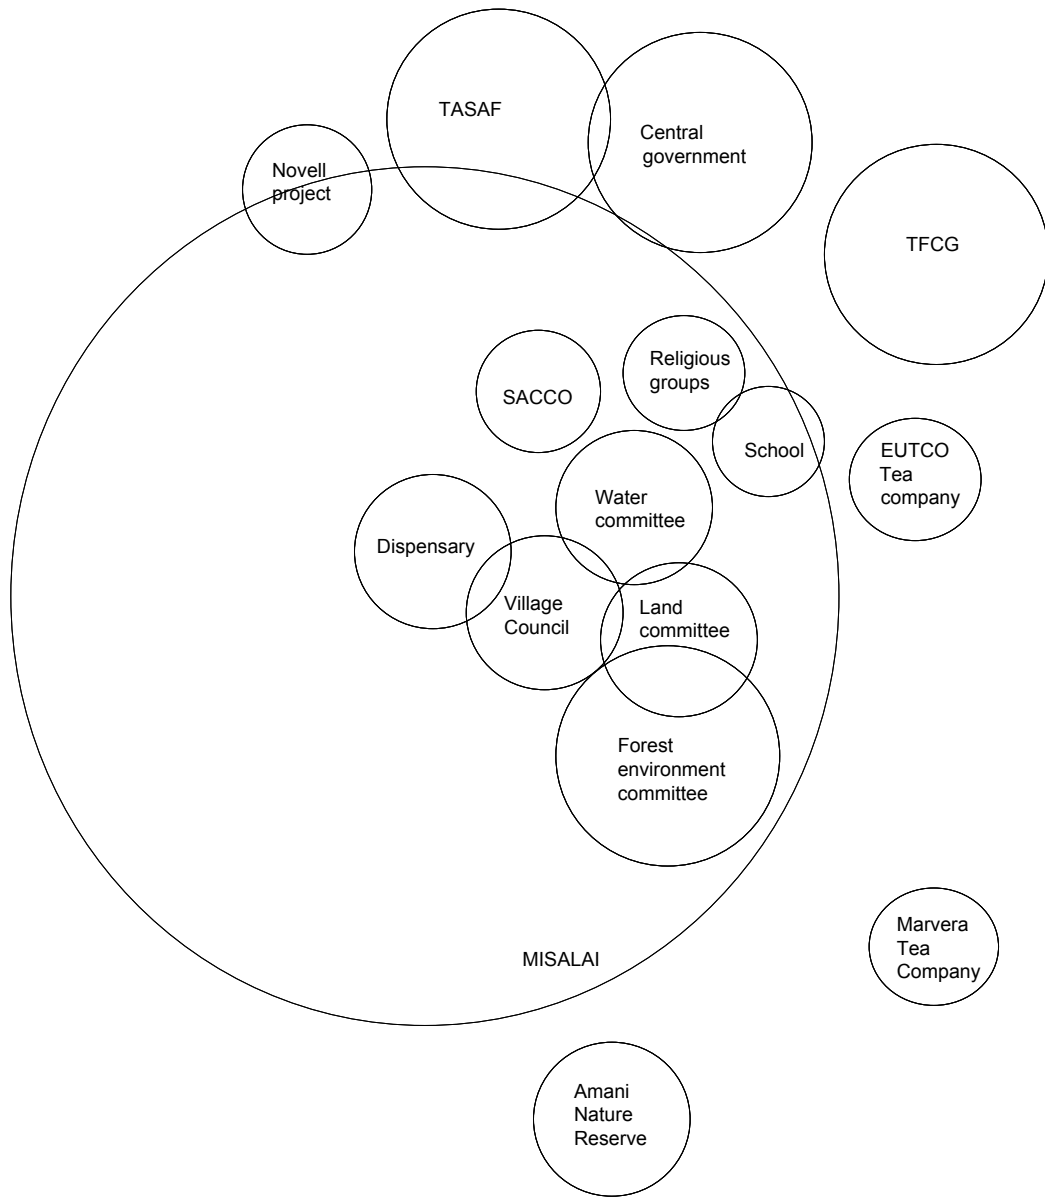 TASAF
Central
government
Novell
project
TFCG
Religious
groups
SACCO
School
EUTCO
Tea
company
Water
committee
Dispensary
Village
Council
Land
committee
Forest
environment
committee
Marvera
Tea
Company
MISALAI
Amani
Nature
Reserve